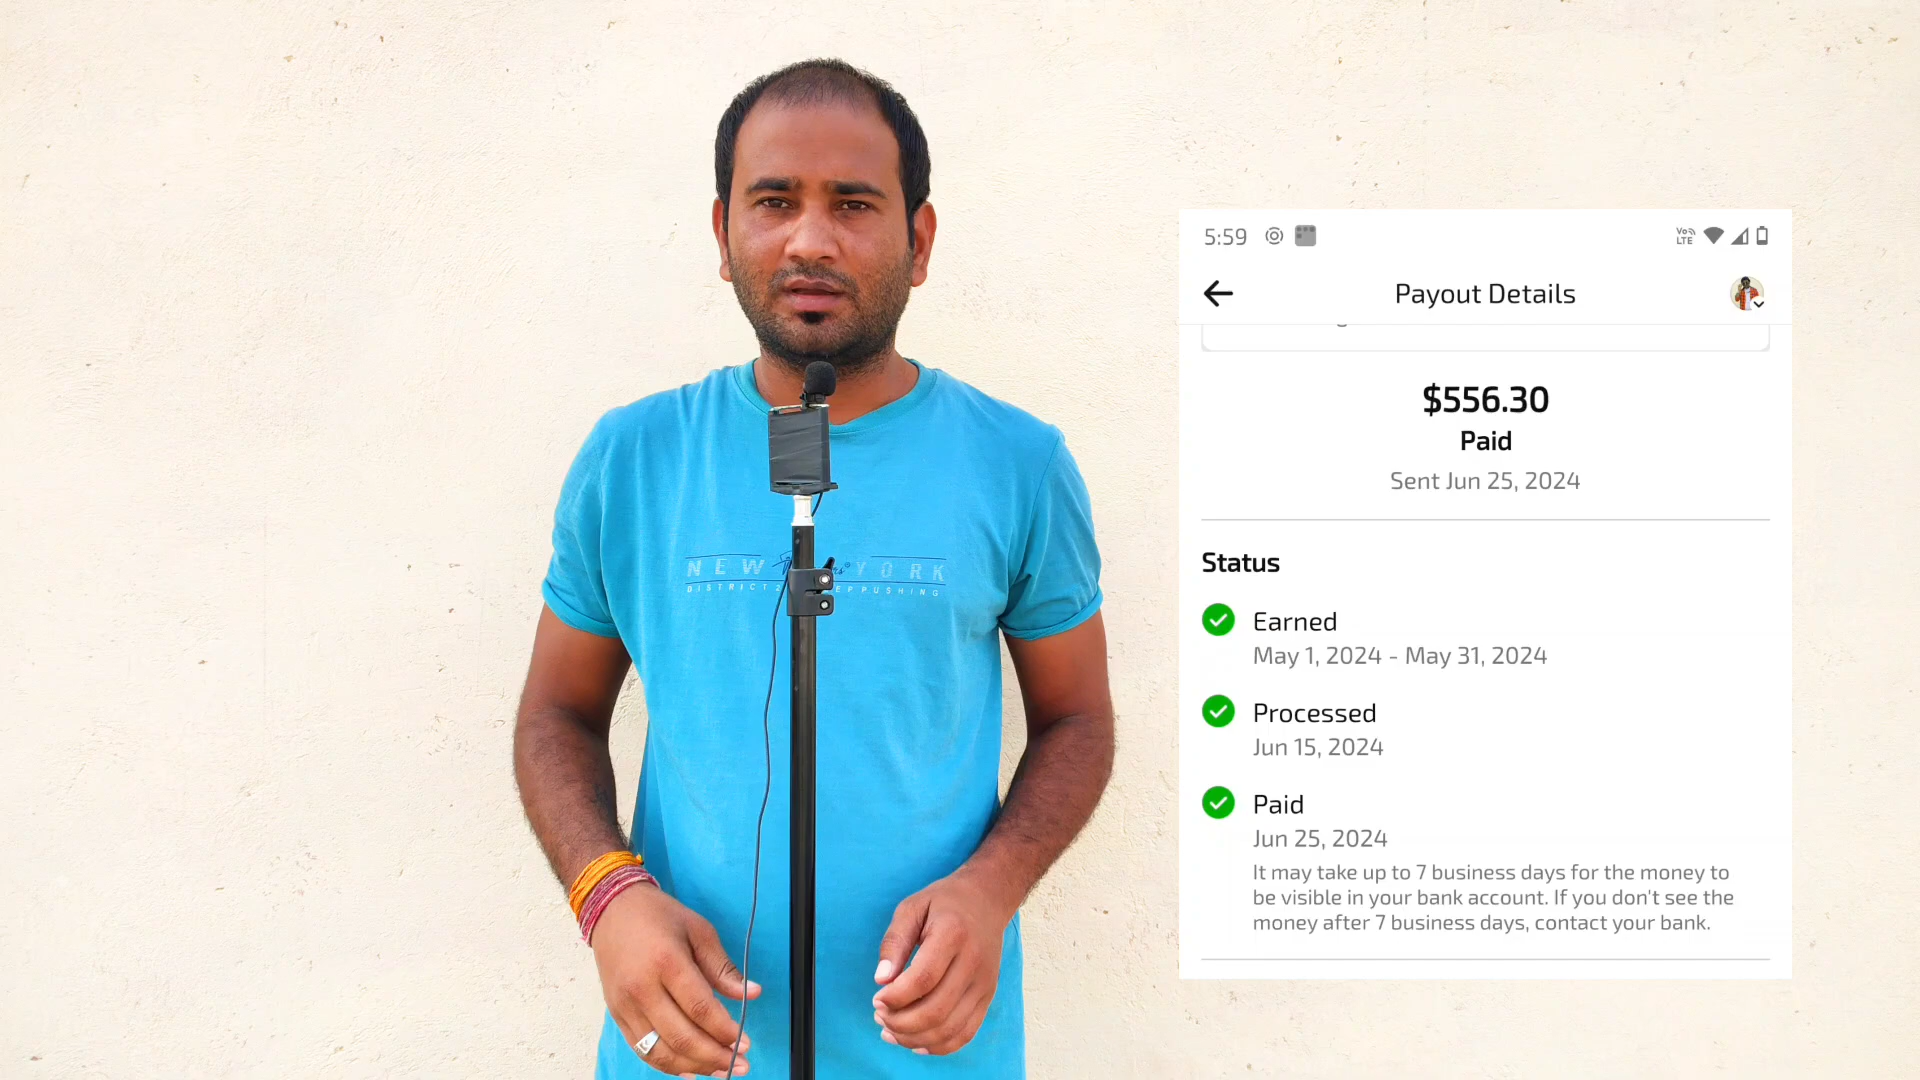 NEW YORK
DISTRICT
5:59
Vo LTE
Payout Details
$556.30
Paid
Sent Jun 25, 2024
Status
Earned
May 1, 2024 - May 31, 2024
Processed
Jun 15, 2024
Paid
Jun 25, 2024
It may take up to 7 business days for the money to
be visible in your bank account. If you don't see the
money after 7 business days, contact your bank.